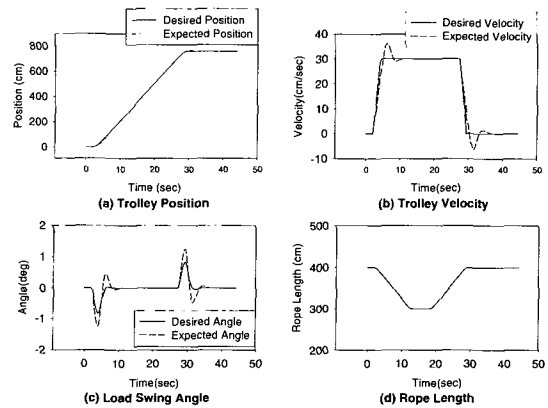 Desired Position
Expected Position
800
600
400
200
0
Position (cm)
0 10 20 30 40 50
Time (sec)
(a) Trolley Position
Desired Velocity
Expected Velocity
40
30
20
10
0
-10
Velocity(cm/sec)
0 10 20 30 40 50
Time(sec)
(b) Trolley Velocity
2
1
0
-1
-2
Angle(deg)
Desired Angle
Expected Angle
0 10 20 30 40 50
Time(sec)
(c) Load Swing Angle
500
400
300
200
Rope Length (cm)
0 10 20 30 40 50
Time(sec)
(d) Rope Length